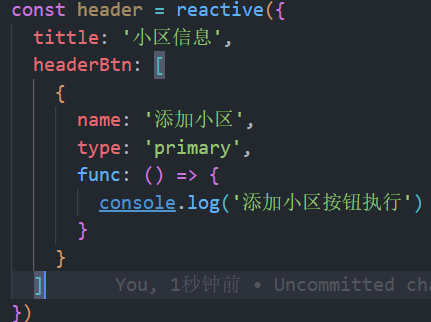 const header = reactive({
  tittle: '小区信息',
  headerBtn: [
    {
      name: '添加小区',
      type: 'primary',
      func: () => {
        console.log('添加小区按钮执行')
      }
    }
  ] You, 1秒钟前 • Uncommitted cha
})